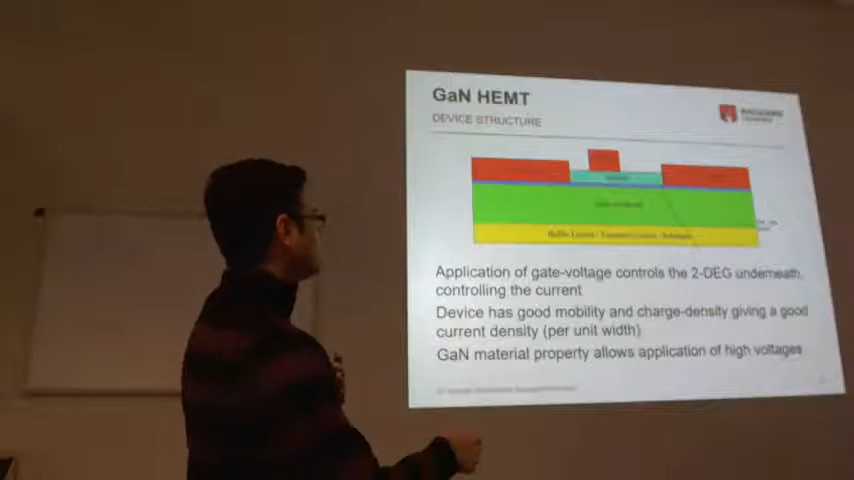 GaN HEMT
DEVICE STRUCTURE
Application of gate-voltage controls the 2-DEG underneath,
controlling the current
Device has good mobility and charge-density giving a good
current density (per unit width)
GaN material property allows application of high voltages